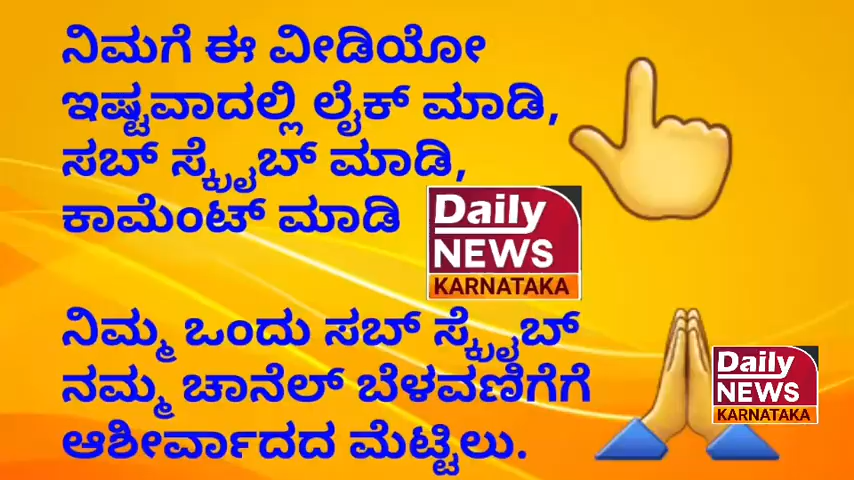 ನಿಮಗೆ ಈ ವೀಡಿಯೋ
ಇಷ್ಟವಾದಲ್ಲಿ ಲೈಕ್ ಮಾಡಿ,
ಸಬ್ ಸ್ಕ್ರೈಬ್ ಮಾಡಿ,
ಕಾಮೆಂಟ್ ಮಾಡಿ
Daily
NEWS
KARNATAKA
ನಿಮ್ಮ ಒಂದು ಸಬ್ ಸ್ಕ್ರೈಬ್
ನಮ್ಮ ಚಾನೆಲ್ ಬೆಳವಣಿಗೆಗೆ
ಆಶೀರ್ವಾದದ ಮೆಟ್ಟಿಲು.
Daily
NEWS
KARNATAKA